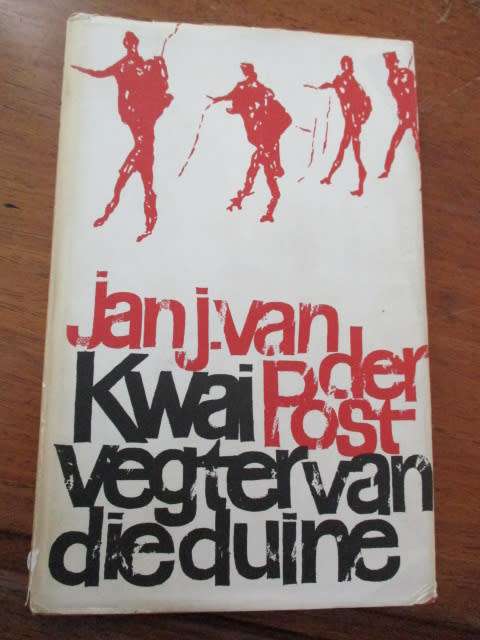 jan j. van
der
Kwai Post
vegter van
die duine